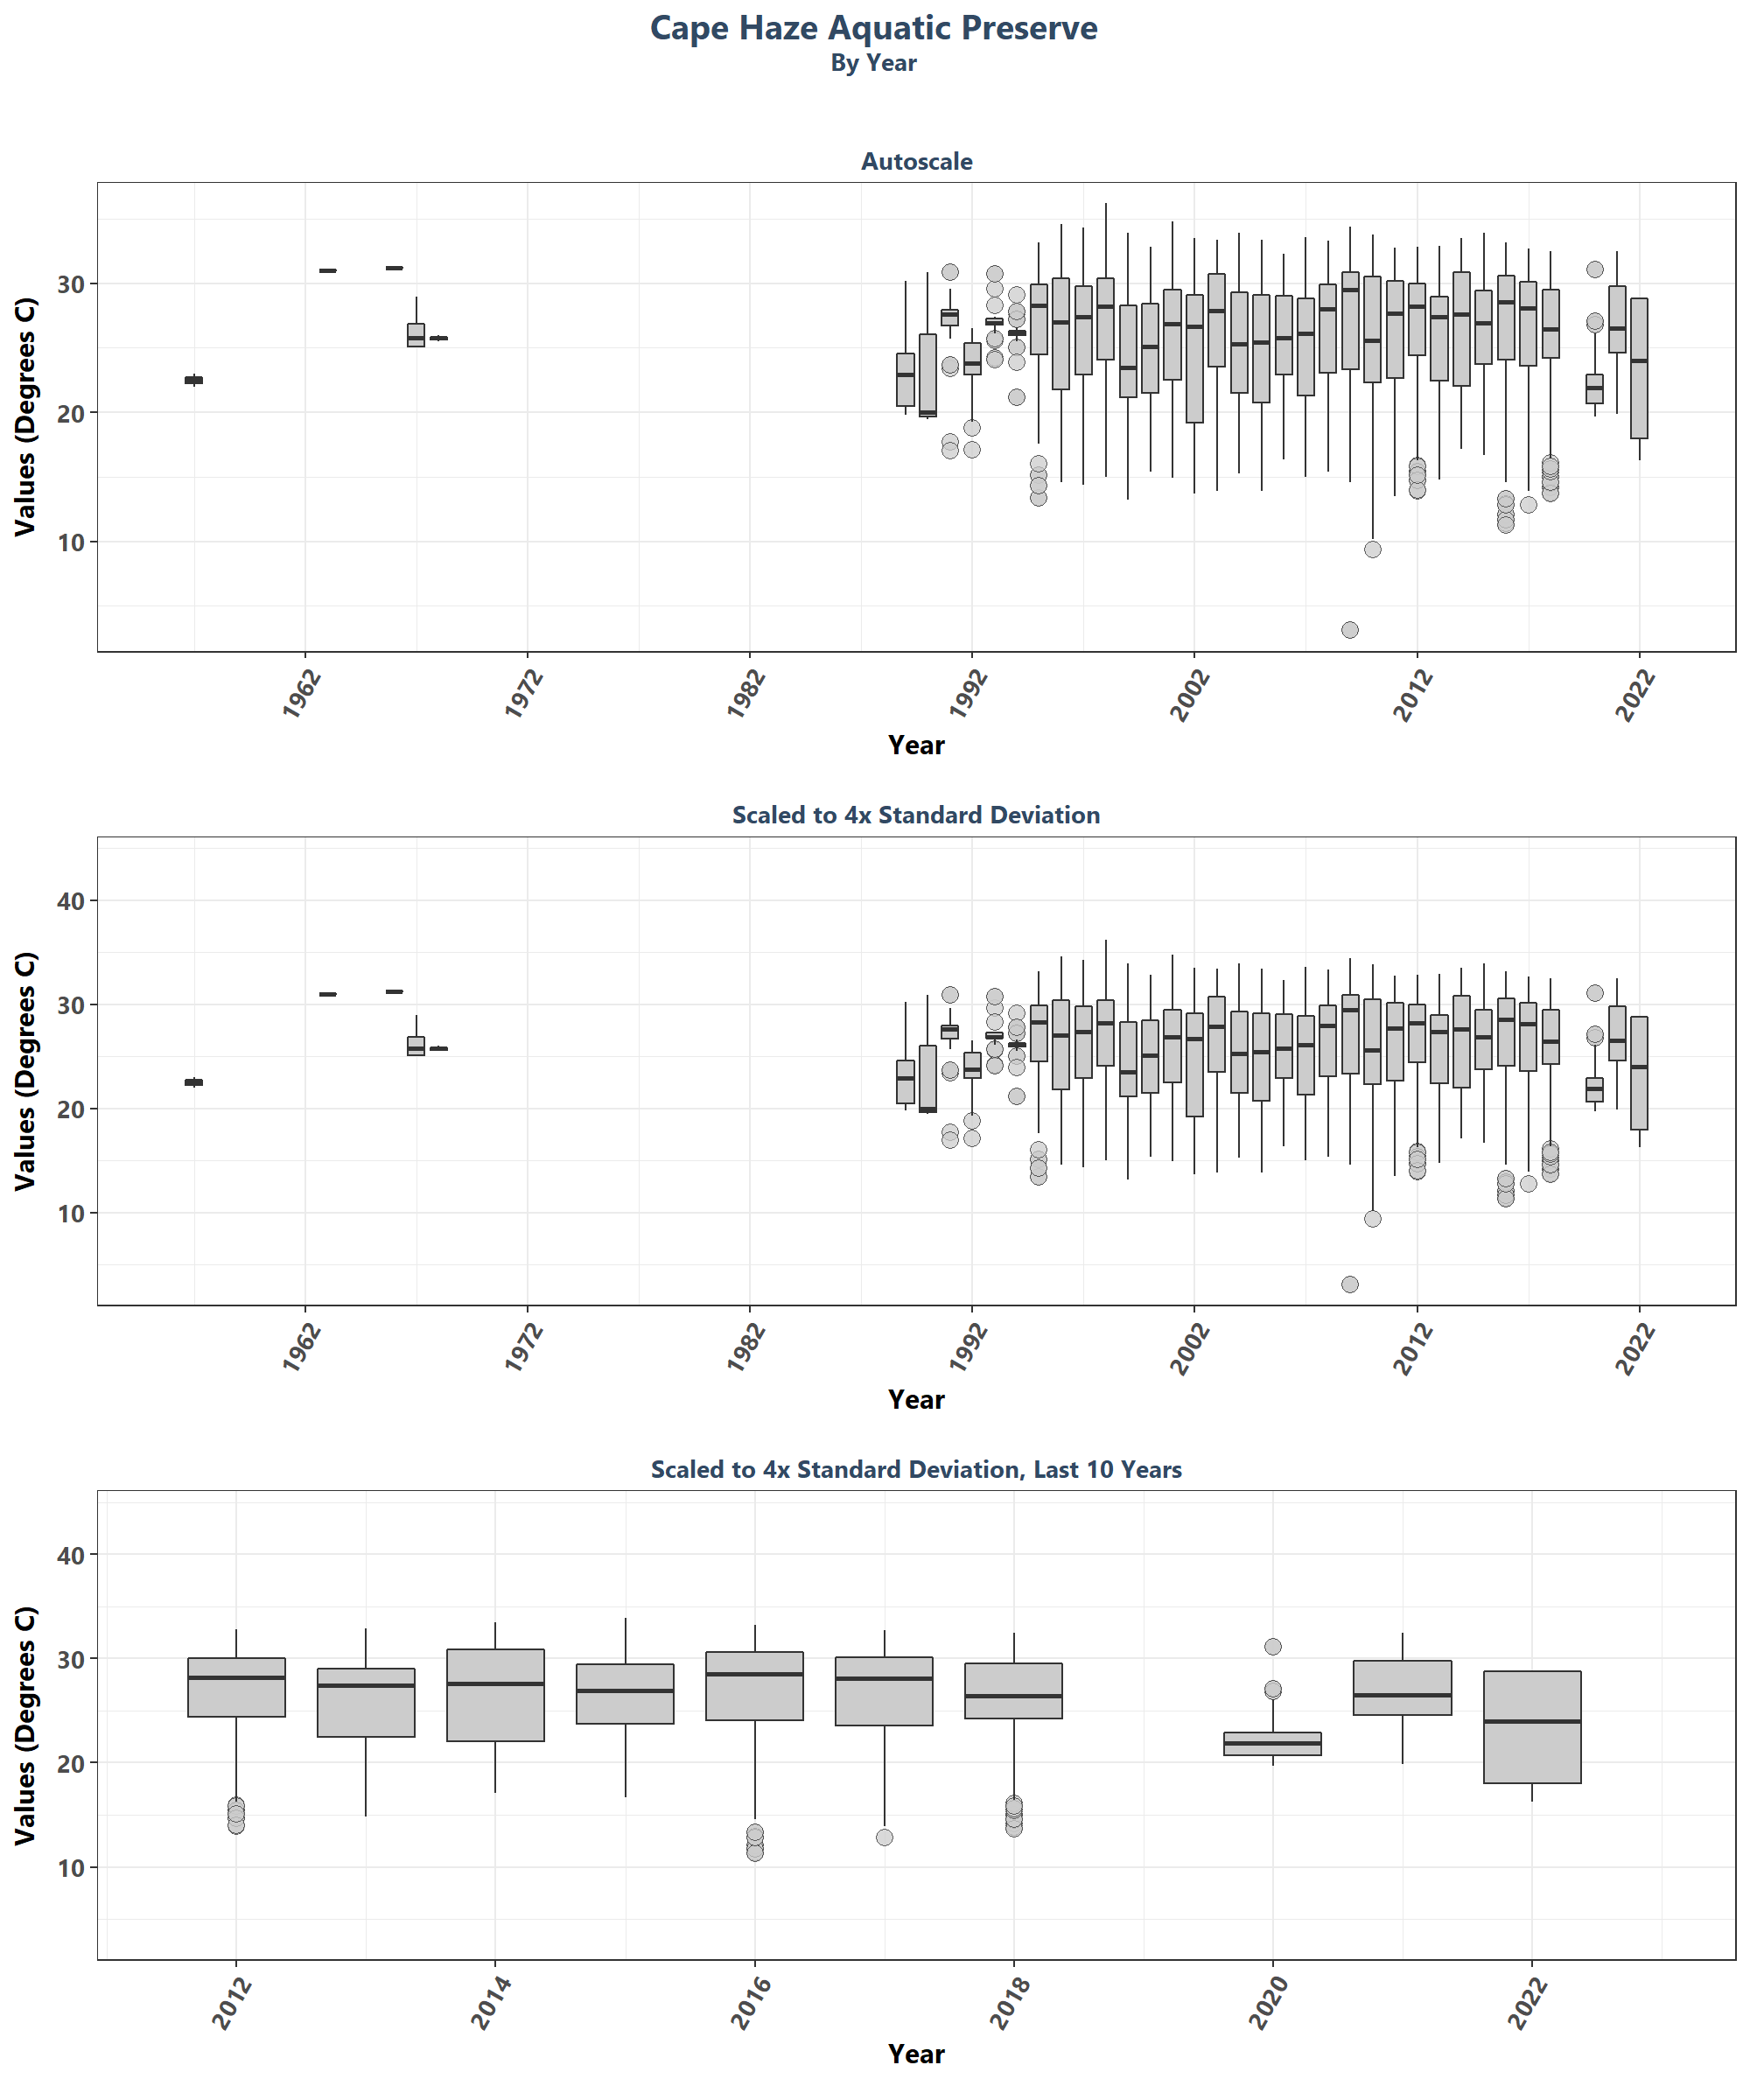 Cape Haze Aquatic Preserve
By Year
Autoscale
Values (Degrees C)
30
20
10
1962
1972
1982
1992
2002
2012
2022
Year
Scaled to 4x Standard Deviation
Values (Degrees C)
40
30
20
10
1962
1972
1982
1992
2002
2012
2022
Year
Scaled to 4x Standard Deviation, Last 10 Years
Values (Degrees C)
40
30
20
10
2012
2014
2016
2018
2020
2022
Year